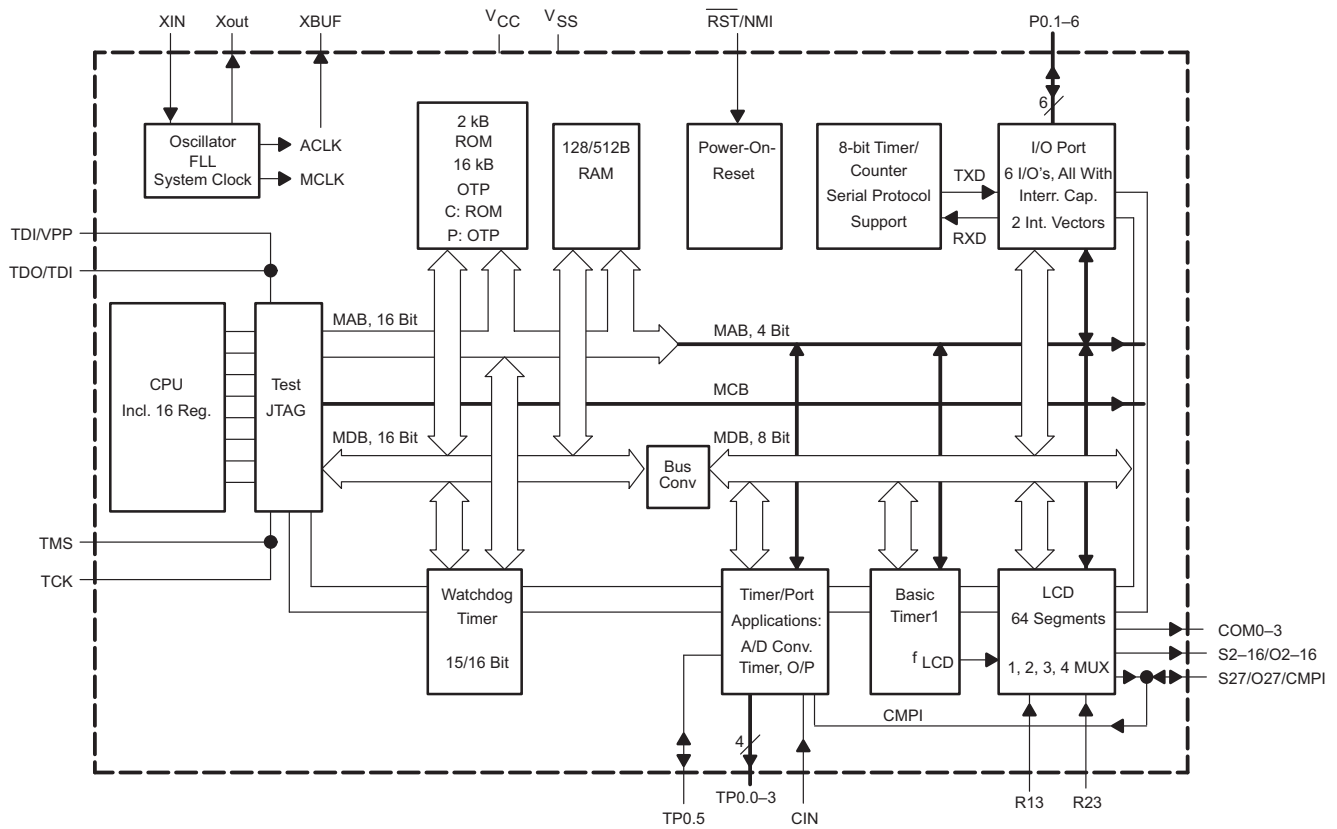 XIN
Xout
XBUF
VCC
VSS
RST/NMI
P0.1–6
6
Oscillator
FLL
System Clock
ACLK
MCLK
2 kB
ROM
16 kB
OTP
C: ROM
P: OTP
128/512B
RAM
Power-On-
Reset
8-bit Timer/
Counter
Serial Protocol
Support
TXD
RXD
I/O Port
6 I/O's, All With
Interr. Cap.
2 Int. Vectors
TDI/VPP
TDO/TDI
CPU
Incl. 16 Reg.
Test
JTAG
MAB, 16 Bit
MAB, 4 Bit
MCB
MDB, 16 Bit
MDB, 8 Bit
Bus
Conv
TMS
TCK
Watchdog
Timer
15/16 Bit
Timer/Port
Applications:
A/D Conv.
Timer, O/P
Basic
Timer1
fLCD
LCD
64 Segments
1, 2, 3, 4 MUX
COM0–3
S2–16/O2–16
S27/O27/CMPI
CMPI
4
TP0.5
TP0.0–3
CIN
R13
R23